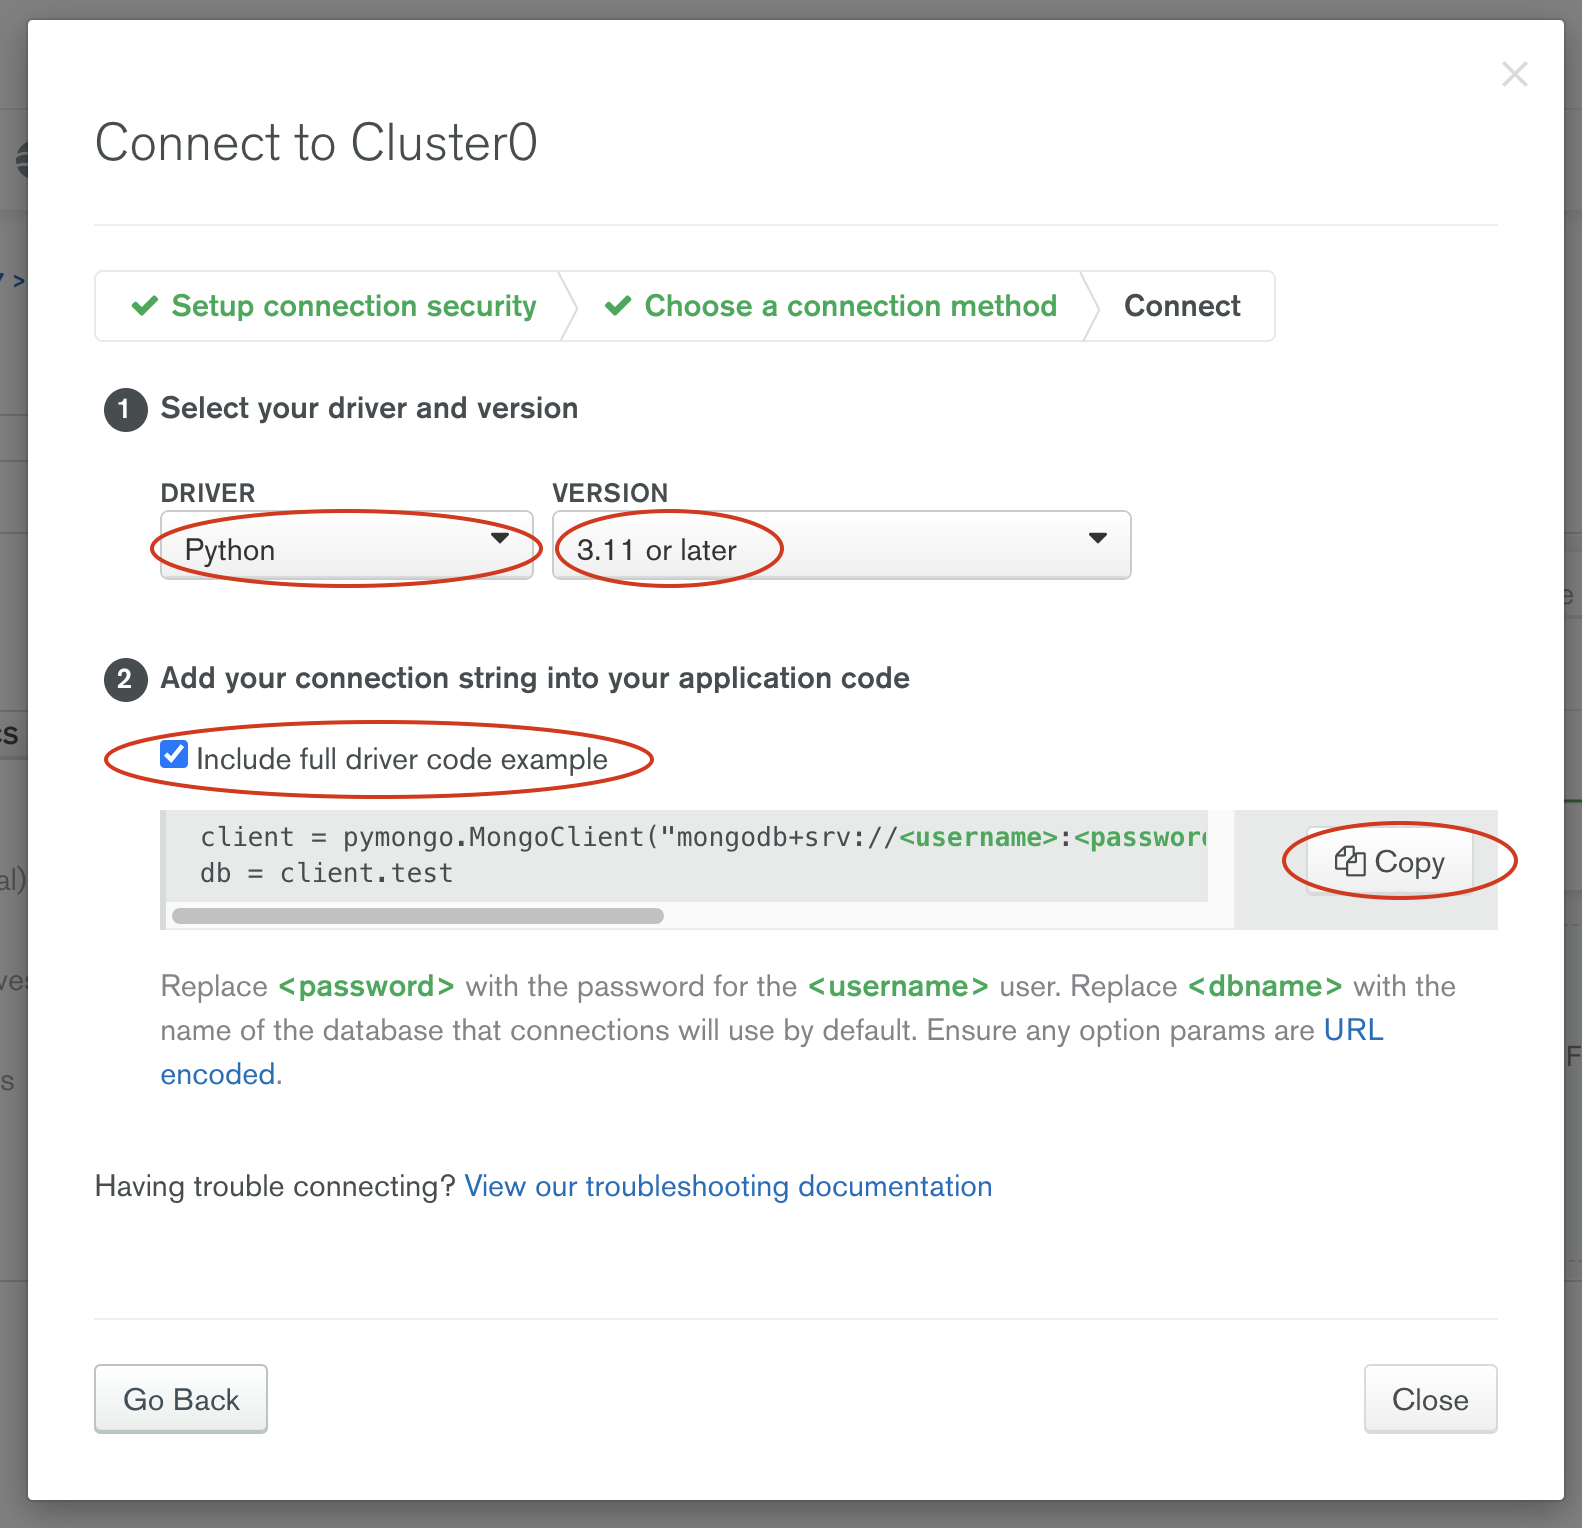 Connect to Cluster0
Setup connection security
Choose a connection method
Connect
1 Select your driver and version
DRIVER
VERSION
Python
3.11 or later
2 Add your connection string into your application code
Include full driver code example
client = pymongo.MongoClient("mongodb+srv://<username>:<password
db = client.test
Copy
Replace <password> with the password for the <username> user. Replace <dbname> with the
name of the database that connections will use by default. Ensure any option params are URL
encoded.
Having trouble connecting? View our troubleshooting documentation
Go Back
Close